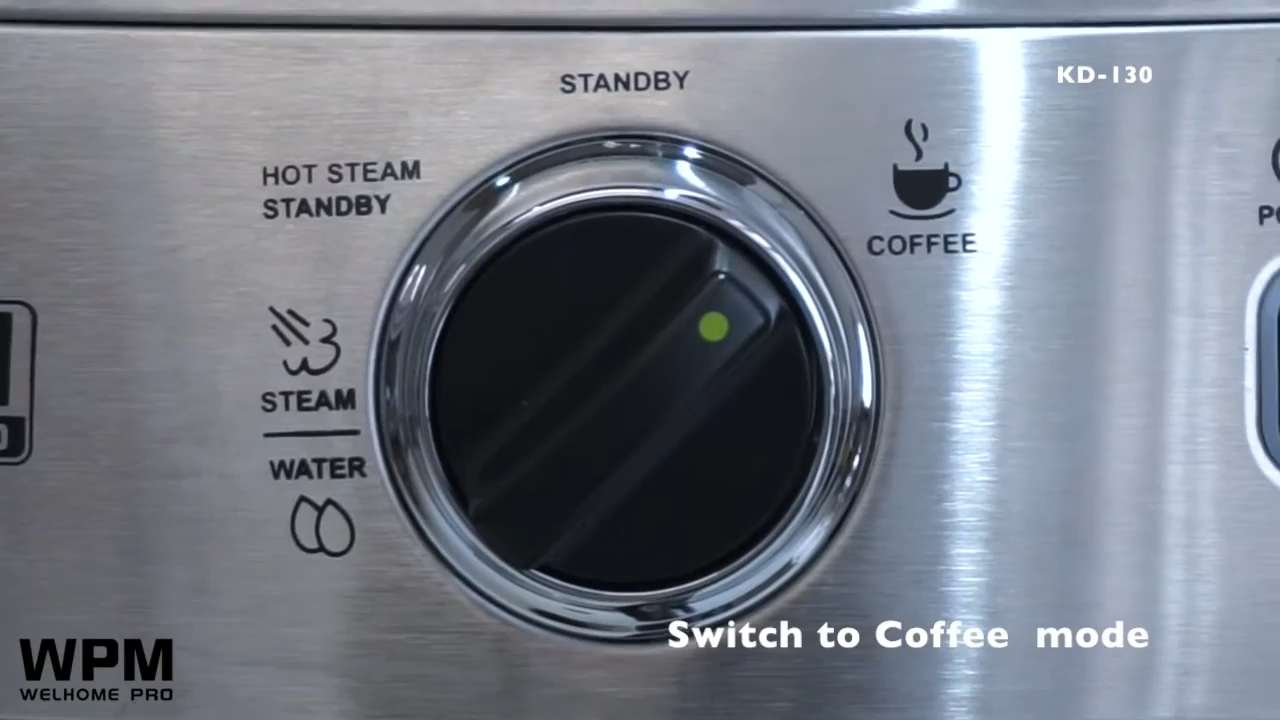 STANDBY
KD-130
HOT STEAM
STANDBY
COFFEE
STEAM
WATER
Switch to Coffee mode
WPM
WELHOME PRO